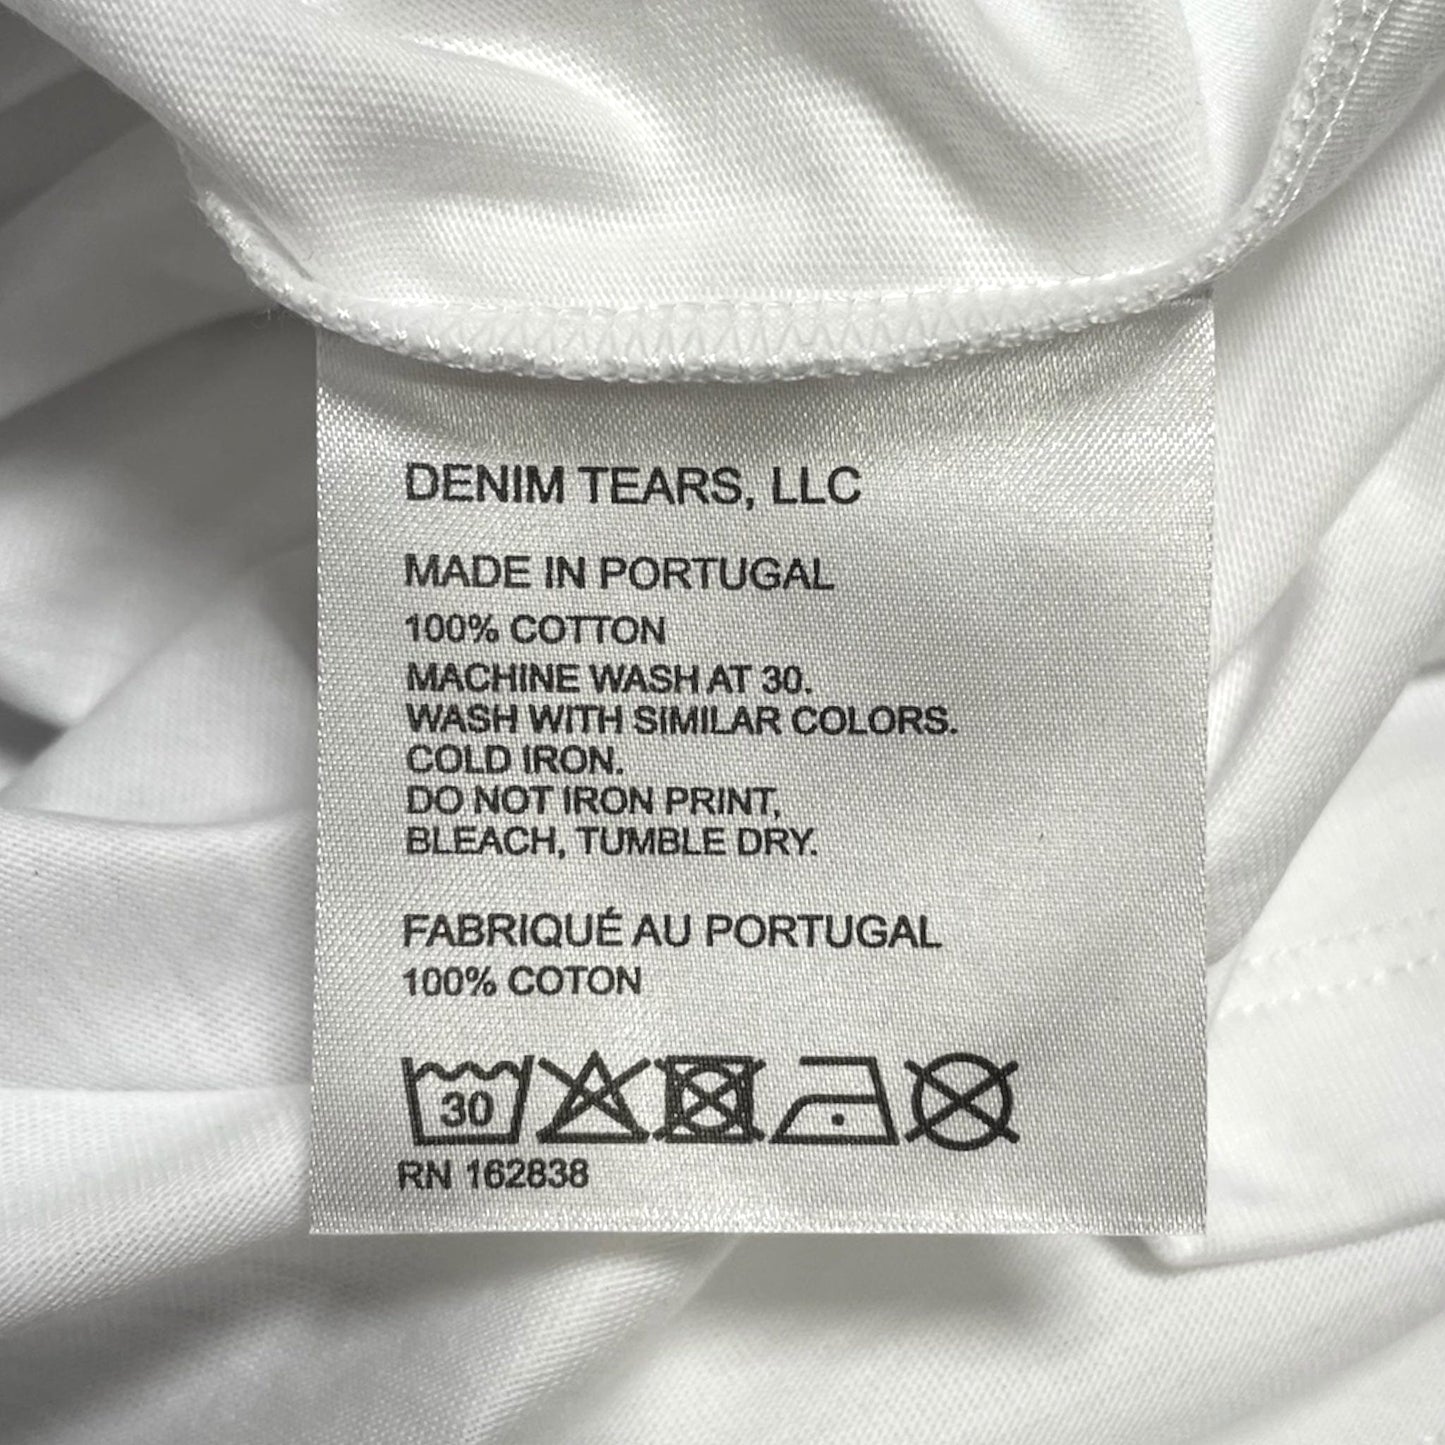 DENIM TEARS, LLC
MADE IN PORTUGAL
100% COTTON
MACHINE WASH AT 30.
WASH WITH SIMILAR COLORS.
COLD IRON.
DO NOT IRON PRINT,
BLEACH, TUMBLE DRY.
FABRIQUÉ AU PORTUGAL
100% COTON
30
RN 162838